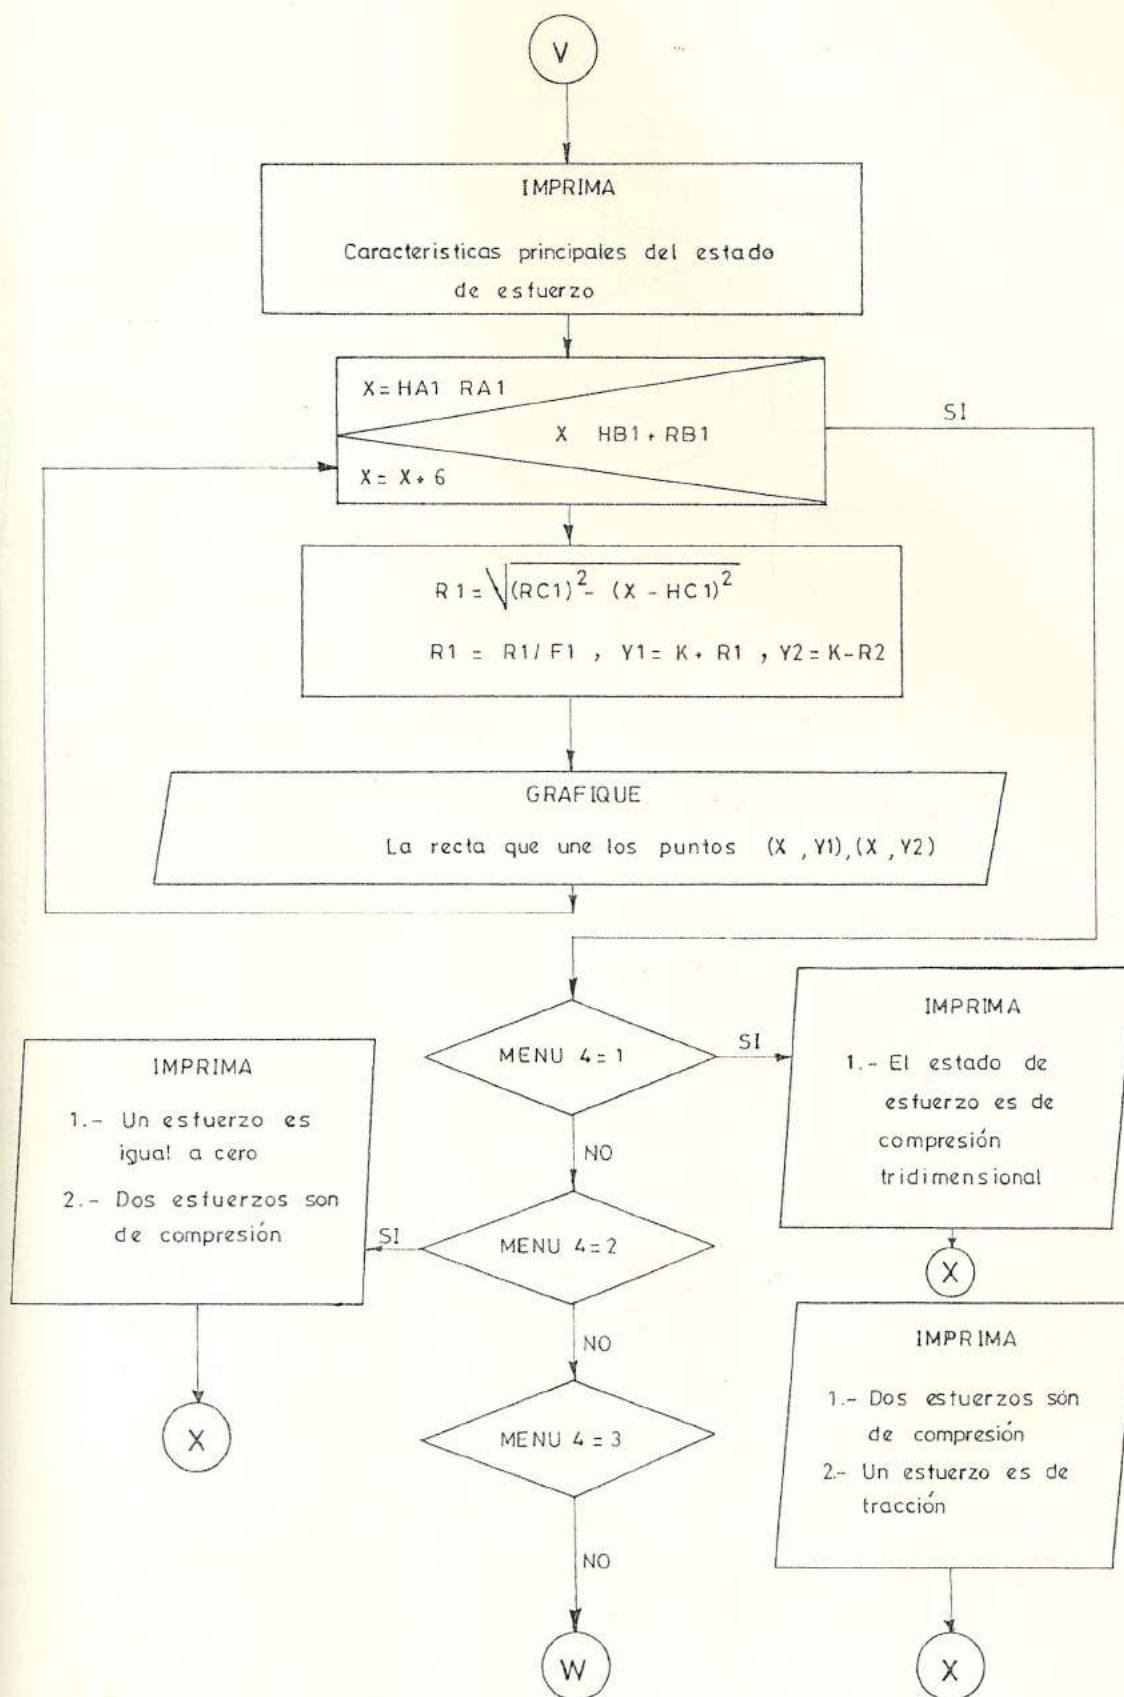 V
IMPRIMA
Caracteristicas principales del estado
de esfuerzo
X=HA1 RA1
X HB1+RB1
SI
X=X+6
R1=√(RC1)²- (X-HC1)²
R1 = R1/F1 , Y1=K+R1 , Y2=K-R2
GRAFIQUE
La recta que une los puntos (X ,Y1),(X ,Y2)
MENU 4=1
SI
IMPRIMA
1.- El estado de
esfuerzo es de
compresión
tridimensional
X
NO
IMPRIMA
1.- Un esfuerzo es
igual a cero
2.- Dos esfuerzos son
de compresión
SI
MENU 4=2
X
NO
MENU 4=3
IMPRIMA
1.- Dos esfuerzos són
de compresión
2.- Un esfuerzo es de
tracción
NO
W
X